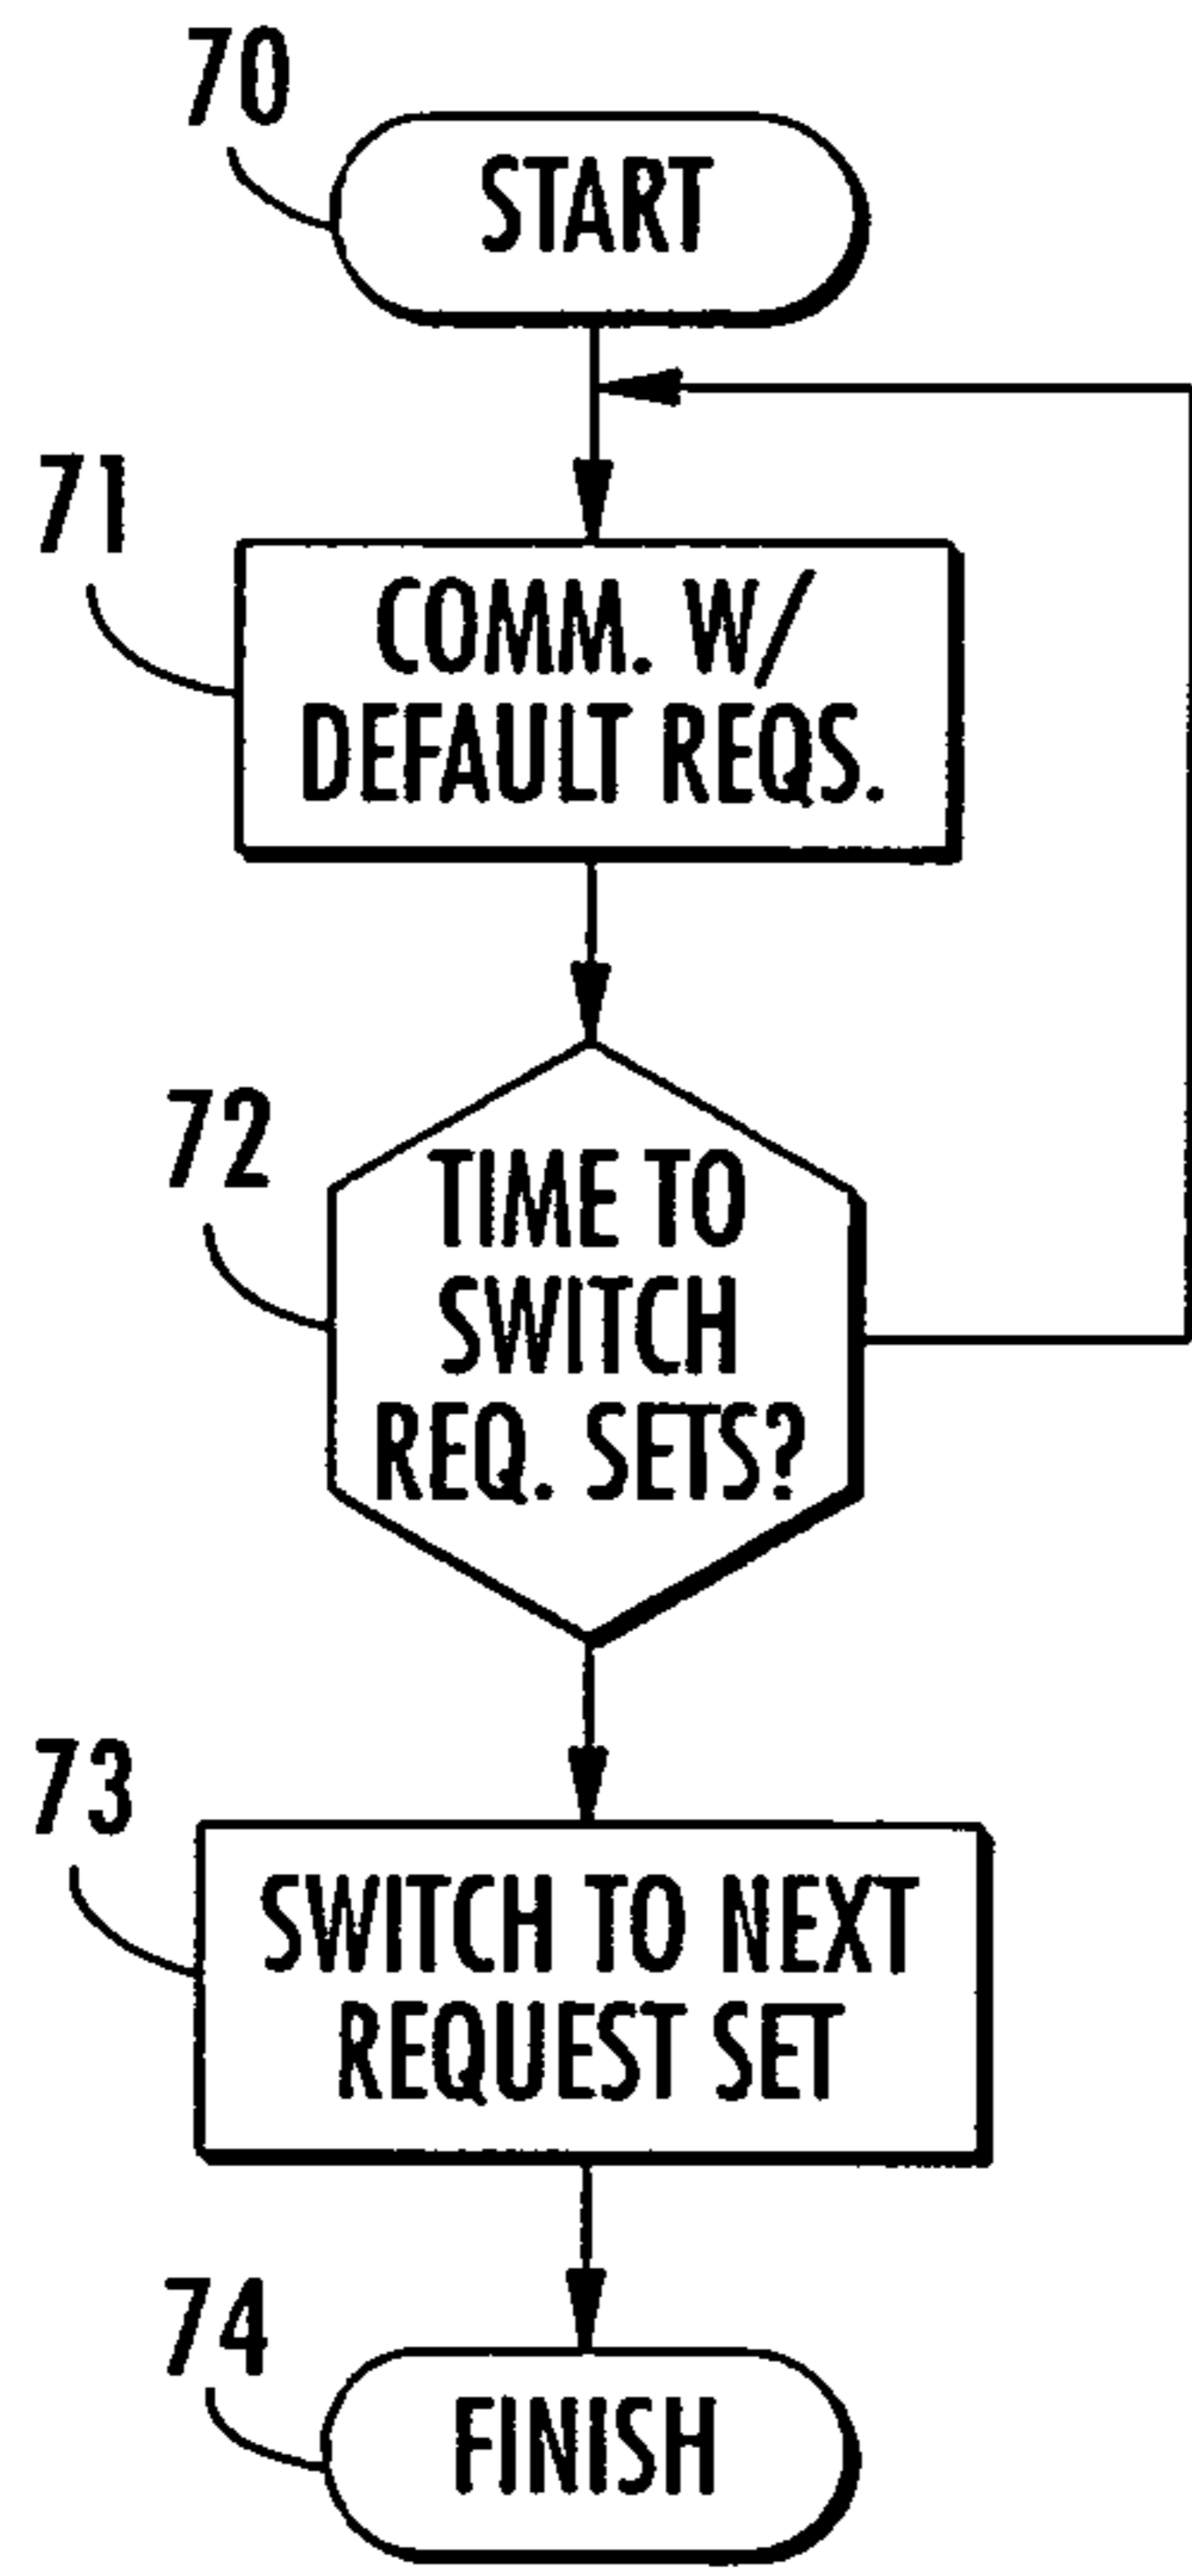 70
START
71
COMM. W/
DEFAULT REQS.
72
TIME TO
SWITCH
REQ. SETS?
73
SWITCH TO NEXT
REQUEST SET
74
FINISH